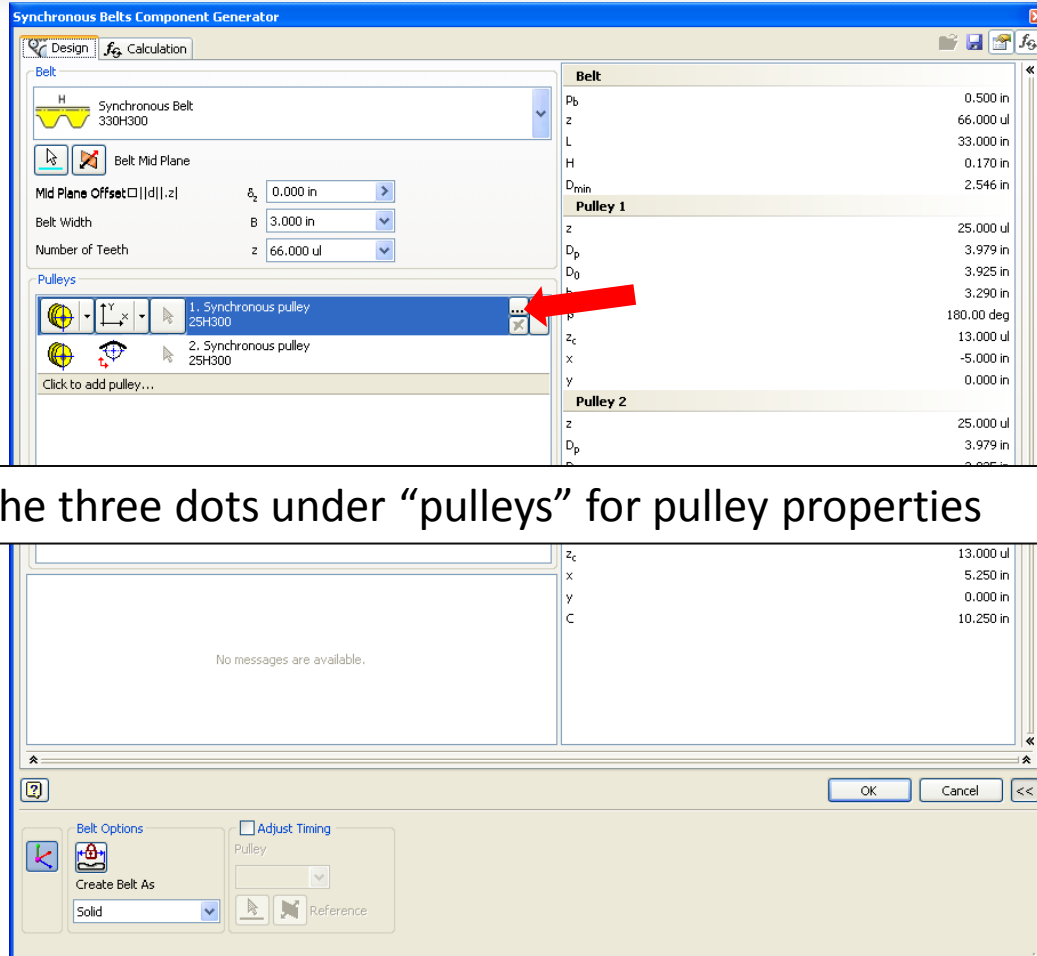 Synchronous Belts Component Generator
Design
Calculation
Belt
H
Synchronous Belt
330H300
Belt Mid Plane
Mid Plane Offset□||d||.z| δz 0.000 in
Belt Width B 3.000 in
Number of Teeth z 66.000 ul
Pulleys
1. Synchronous pulley
25H300
2. Synchronous pulley
25H300
Click to add pulley...
Belt
Pb 0.500 in
z 66.000 ul
L 33.000 in
H 0.170 in
Dmin 2.546 in
Pulley 1
z 25.000 ul
Dp 3.979 in
D0 3.925 in
3.290 in
180.00 deg
zc 13.000 ul
x -5.000 in
y 0.000 in
Pulley 2
z 25.000 ul
Dp 3.979 in
he three dots under “pulleys” for pulley properties
zc 13.000 ul
x 5.250 in
y 0.000 in
C 10.250 in
No messages are available.
OK
Cancel
<<
Belt Options
Create Belt As
Solid
Adjust Timing
Pulley
Reference